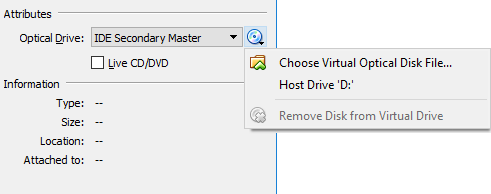 Attributes
Optical Drive: IDE Secondary Master
Live CD/DVD
Choose Virtual Optical Disk File...
Host Drive 'D:'
Remove Disk from Virtual Drive
Information
Type: --
Size: --
Location: --
Attached to: --